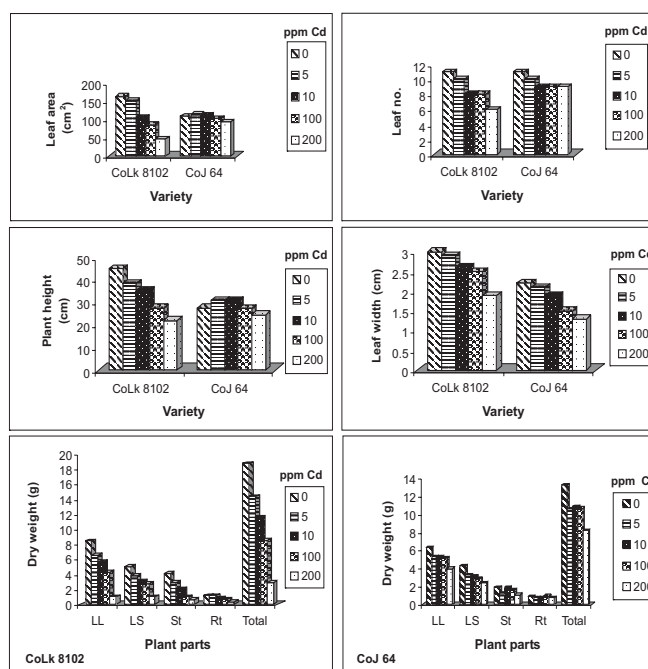 ppm Cd
0
5
10
100
200
Leaf area
(cm²)
200
150
100
50
0
CoLk 8102 CoJ 64
Variety
ppm Cd
0
5
10
100
200
Leaf no.
12
10
8
6
4
2
0
CoLk 8102 CoJ 64
Variety
ppm Cd
0
5
10
100
200
Plant height
(cm)
50
40
30
20
10
0
CoLk 8102 CoJ 64
Variety
ppm Cd
0
5
10
100
200
Leaf width (cm)
3
2.5
2
1.5
1
0.5
0
CoLk 8102 CoJ 64
Variety
ppm Cd
0
5
10
100
200
Dry weight (g)
20
18
16
14
12
10
8
6
4
2
0
LL LS St Rt Total
Plant parts
CoLk 8102
ppm C
0
5
10
100
200
Dry weight (g)
14
12
10
8
6
4
2
0
LL LS St Rt Total
Plant parts
CoJ 64